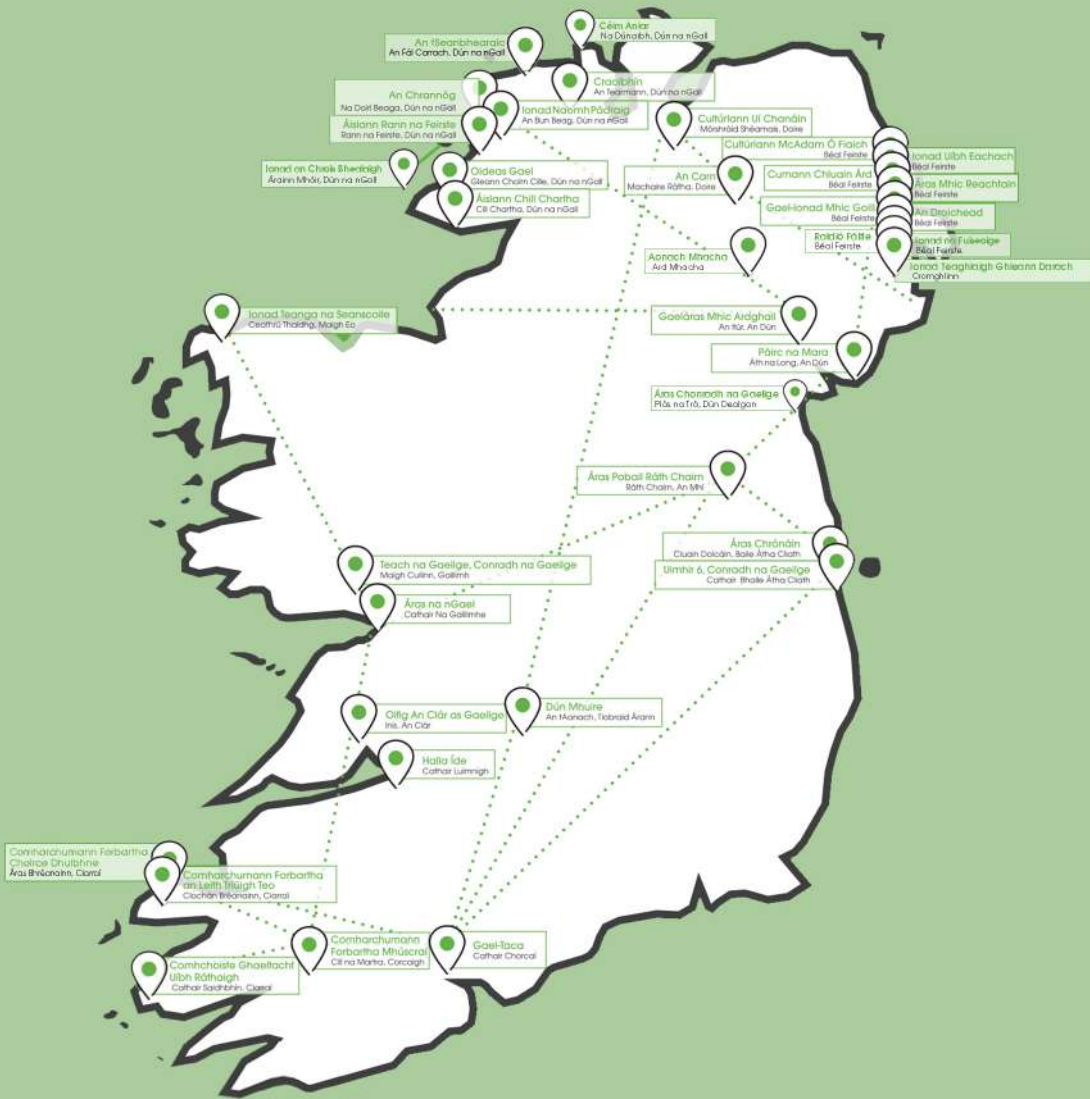 Céim Aniar
Na Dúnaibh, Dún na nGall
An tSeanbhearaic
An Fál Carrach, Dún na nGall
Craoibhín
An Tearmann, Dún na nGall
An Chrannóg
Na Doirí Beaga, Dún na nGall
Ionad Naomh Pádraig
An Bun Beag, Dún na nGall
Áislann Rann na Feirste
Rann na Feirste, Dún na nGall
Cultúrlann Uí Chanáin
Mórshráid Shéamais, Doire
Cultúrlann McAdam Ó Fiaich
Béal Feirste
Ionad Uíbh Eachach
Béal Feirste
Ionad an Chrois Bhealaigh
Árainn Mhóir, Dún na nGall
Oideas Gael
Gleann Cholm Cille, Dún na nGall
An Carn
Machaire Rátha, Doire
Cumann Chluain Ard
Béal Feirste
Áras Mhic Reachtain
Béal Feirste
Áislann Chill Chartha
Cill Chartha, Dún na nGall
Gael-Ionad Mhic Goill
Béal Feirste
An Droichead
Béal Feirste
Raidió Fáilte
Béal Feirste
Ionad na Fuiseoige
Béal Feirste
Aonach Mhacha
Ard Mhacha
Ionad Teaghlaigh Ghleann Darach
Cromghlinn
Ionad Teanga na Seanscoile
Ceathrú Thaidhg, Maigh Eo
Gaeláras Mhic Ardghail
An Iúr, An Dún
Páirc na Mara
Áth na Long, An Dún
Áras Chonradh na Gaeilge
Plás na Trá, Dún Dealgan
Áras Pobail Ráth Chairn
Ráth Chairn, An Mhí
Áras Chrónáin
Cluain Dolcáin, Baile Átha Cliath
Teach na Gaeilge, Conradh na Gaeilge
Maigh Cuilinn, Gaillimh
Uimhir 6, Conradh na Gaeilge
Cathair Bhaile Átha Cliath
Áras na nGael
Cathair Na Gaillimhe
Oifig An Clár as Gaeilge
Inis, An Clár
Dún Mhuire
An tAonach, Tiobraid Árann
Halla Íde
Cathair Luimnigh
Comharchumann Forbartha
Chorca Dhuibhne
Áras Bhréanainn, Ciarraí
Comharchumann Forbartha
an Leith Triúigh Teo
Clochán Bréanainn, Ciarraí
Comharchumann
Forbartha Mhúscraí
Cill na Martra, Corcaigh
Gael-Taca
Cathair Chorcaí
Comhchoiste Ghaeltacht
Uíbh Ráthaigh
Cathair Saidhbhín, Ciarraí